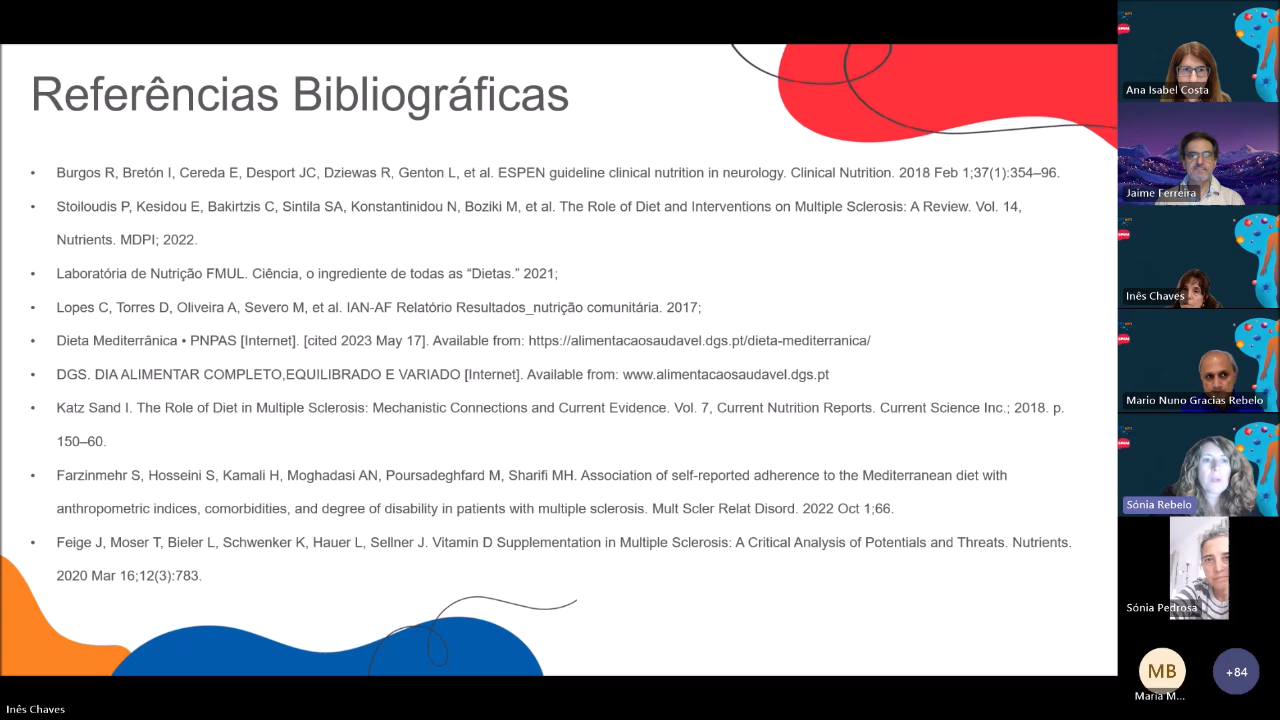 Referências Bibliográficas
• Burgos R, Bretón I, Cereda E, Desport JC, Dziewas R, Genton L, et al. ESPEN guideline clinical nutrition in neurology. Clinical Nutrition. 2018 Feb 1;37(1):354–96.
• Stoiloudis P, Kesidou E, Bakirtzis C, Sintila SA, Konstantinidou N, Boziki M, et al. The Role of Diet and Interventions on Multiple Sclerosis: A Review. Vol. 14,
Nutrients. MDPI; 2022.
• Laboratória de Nutrição FMUL. Ciência, o ingrediente de todas as “Dietas.” 2021;
• Lopes C, Torres D, Oliveira A, Severo M, et al. IAN-AF Relatório Resultados_nutrição comunitária. 2017;
• Dieta Mediterrânica • PNPAS [Internet]. [cited 2023 May 17]. Available from: https://alimentacaosaudavel.dgs.pt/dieta-mediterranica/
• DGS. DIA ALIMENTAR COMPLETO,EQUILIBRADO E VARIADO [Internet]. Available from: www.alimentacaosaudavel.dgs.pt
• Katz Sand I. The Role of Diet in Multiple Sclerosis: Mechanistic Connections and Current Evidence. Vol. 7, Current Nutrition Reports. Current Science Inc.; 2018. p.
150–60.
• Farzinmehr S, Hosseini S, Kamali H, Moghadasi AN, Poursadeghfard M, Sharifi MH. Association of self-reported adherence to the Mediterranean diet with
anthropometric indices, comorbidities, and degree of disability in patients with multiple sclerosis. Mult Scler Relat Disord. 2022 Oct 1;66.
• Feige J, Moser T, Bieler L, Schwenker K, Hauer L, Sellner J. Vitamin D Supplementation in Multiple Sclerosis: A Critical Analysis of Potentials and Threats. Nutrients.
2020 Mar 16;12(3):783.
Inês Chaves
Ana Isabel Costa
Jaime Ferreira
Inês Chaves
Mario Nuno Gracias Rebelo
Sónia Rebelo
Sónia Pedrosa
MB
Maria M...
+84